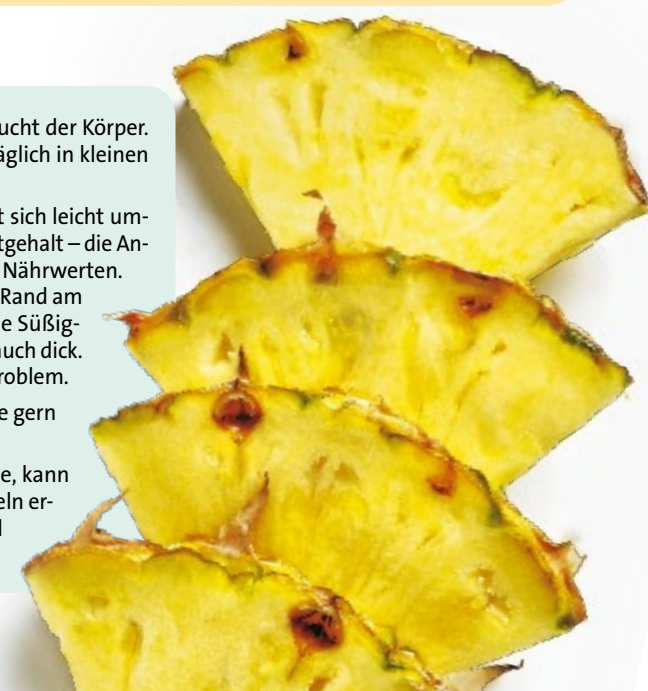 ucht der Körper.
äglich in kleinen
t sich leicht um-
tgehalt – die An-
Nährwerten.
Rand am
e Süßig-
uch dick.
roblem.
e gern
e, kann
eln er-
l